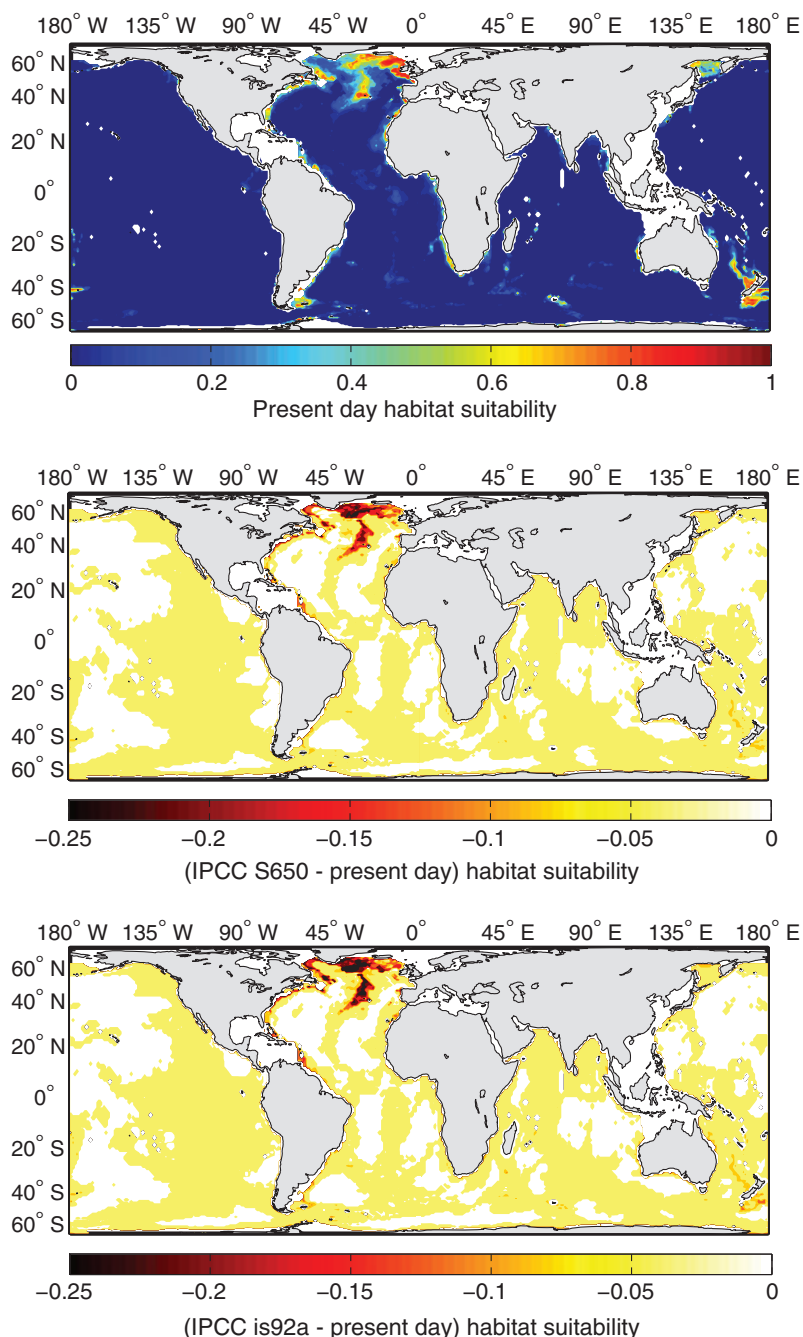 180° W 135° W 90° W 45° W 0° 45° E 90° E 135° E 180° E
60° N
40° N
20° N
0°
20° S
40° S
60° S
0 0.2 0.4 0.6 0.8 1
Present day habitat suitability
180° W 135° W 90° W 45° W 0° 45° E 90° E 135° E 180° E
60° N
40° N
20° N
0°
20° S
40° S
60° S
−0.25 −0.2 −0.15 −0.1 −0.05 0
(IPCC S650 - present day) habitat suitability
180° W 135° W 90° W 45° W 0° 45° E 90° E 135° E 180° E
60° N
40° N
20° N
0°
20° S
40° S
60° S
−0.25 −0.2 −0.15 −0.1 −0.05 0
(IPCC is92a - present day) habitat suitability